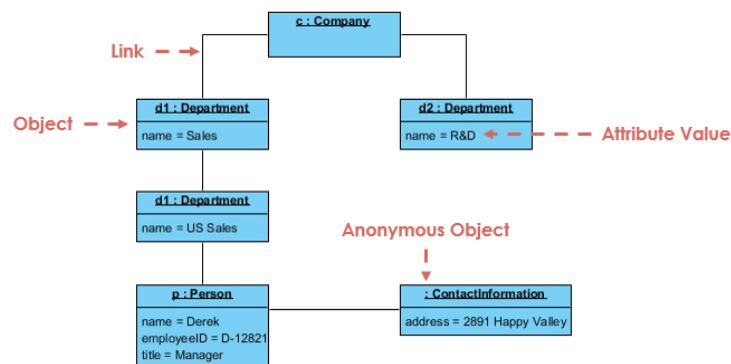 c : Company
Link
d1 : Department
d2 : Department
Object
name = Sales
name = R&D
Attribute Value
d1 : Department
name = US Sales
Anonymous Object
p : Person
: ContactInformation
name = Derek
address = 2891 Happy Valley
employeeID = D-12821
title = Manager